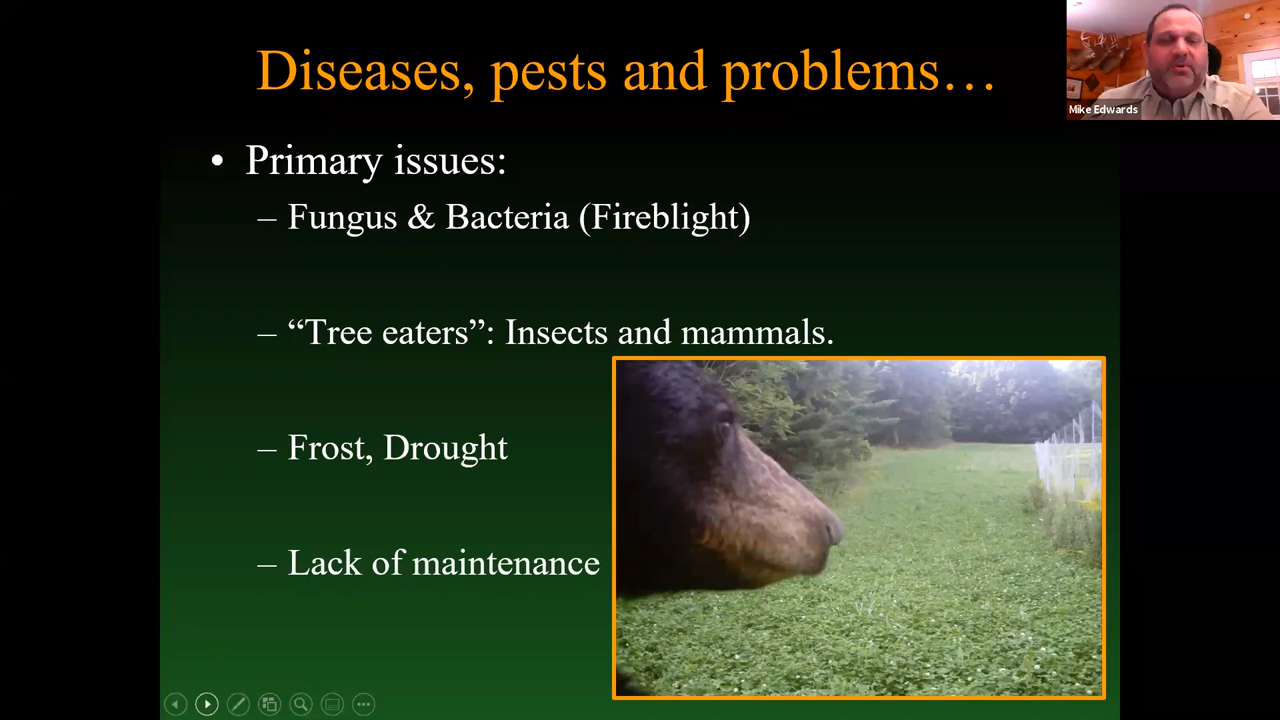 Diseases, pests and problems…
Mike Edwards
• Primary issues:
– Fungus & Bacteria (Fireblight)
– “Tree eaters”: Insects and mammals.
– Frost, Drought
– Lack of maintenance